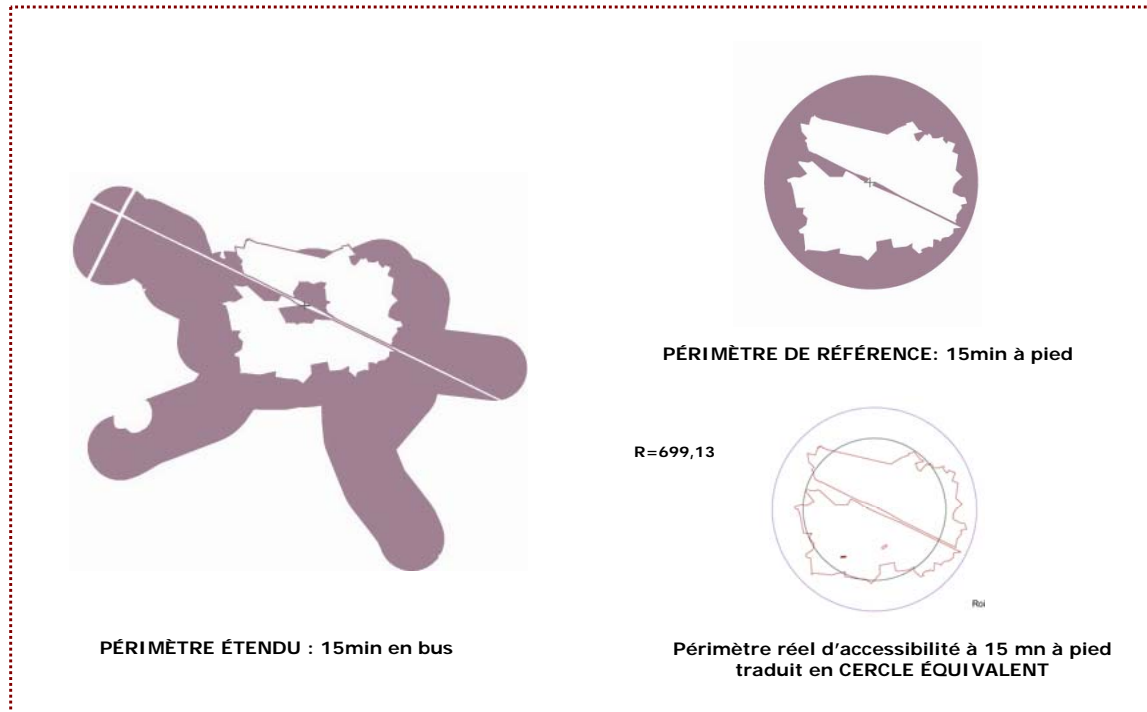 PÉRIMÈTRE DE RÉFÉRENCE: 15min à pied
R=699,13
Roi
PÉRIMÈTRE ÉTENDU : 15min en bus
Périmètre réel d'accessibilité à 15 mn à pied
traduit en CERCLE ÉQUIVALENT